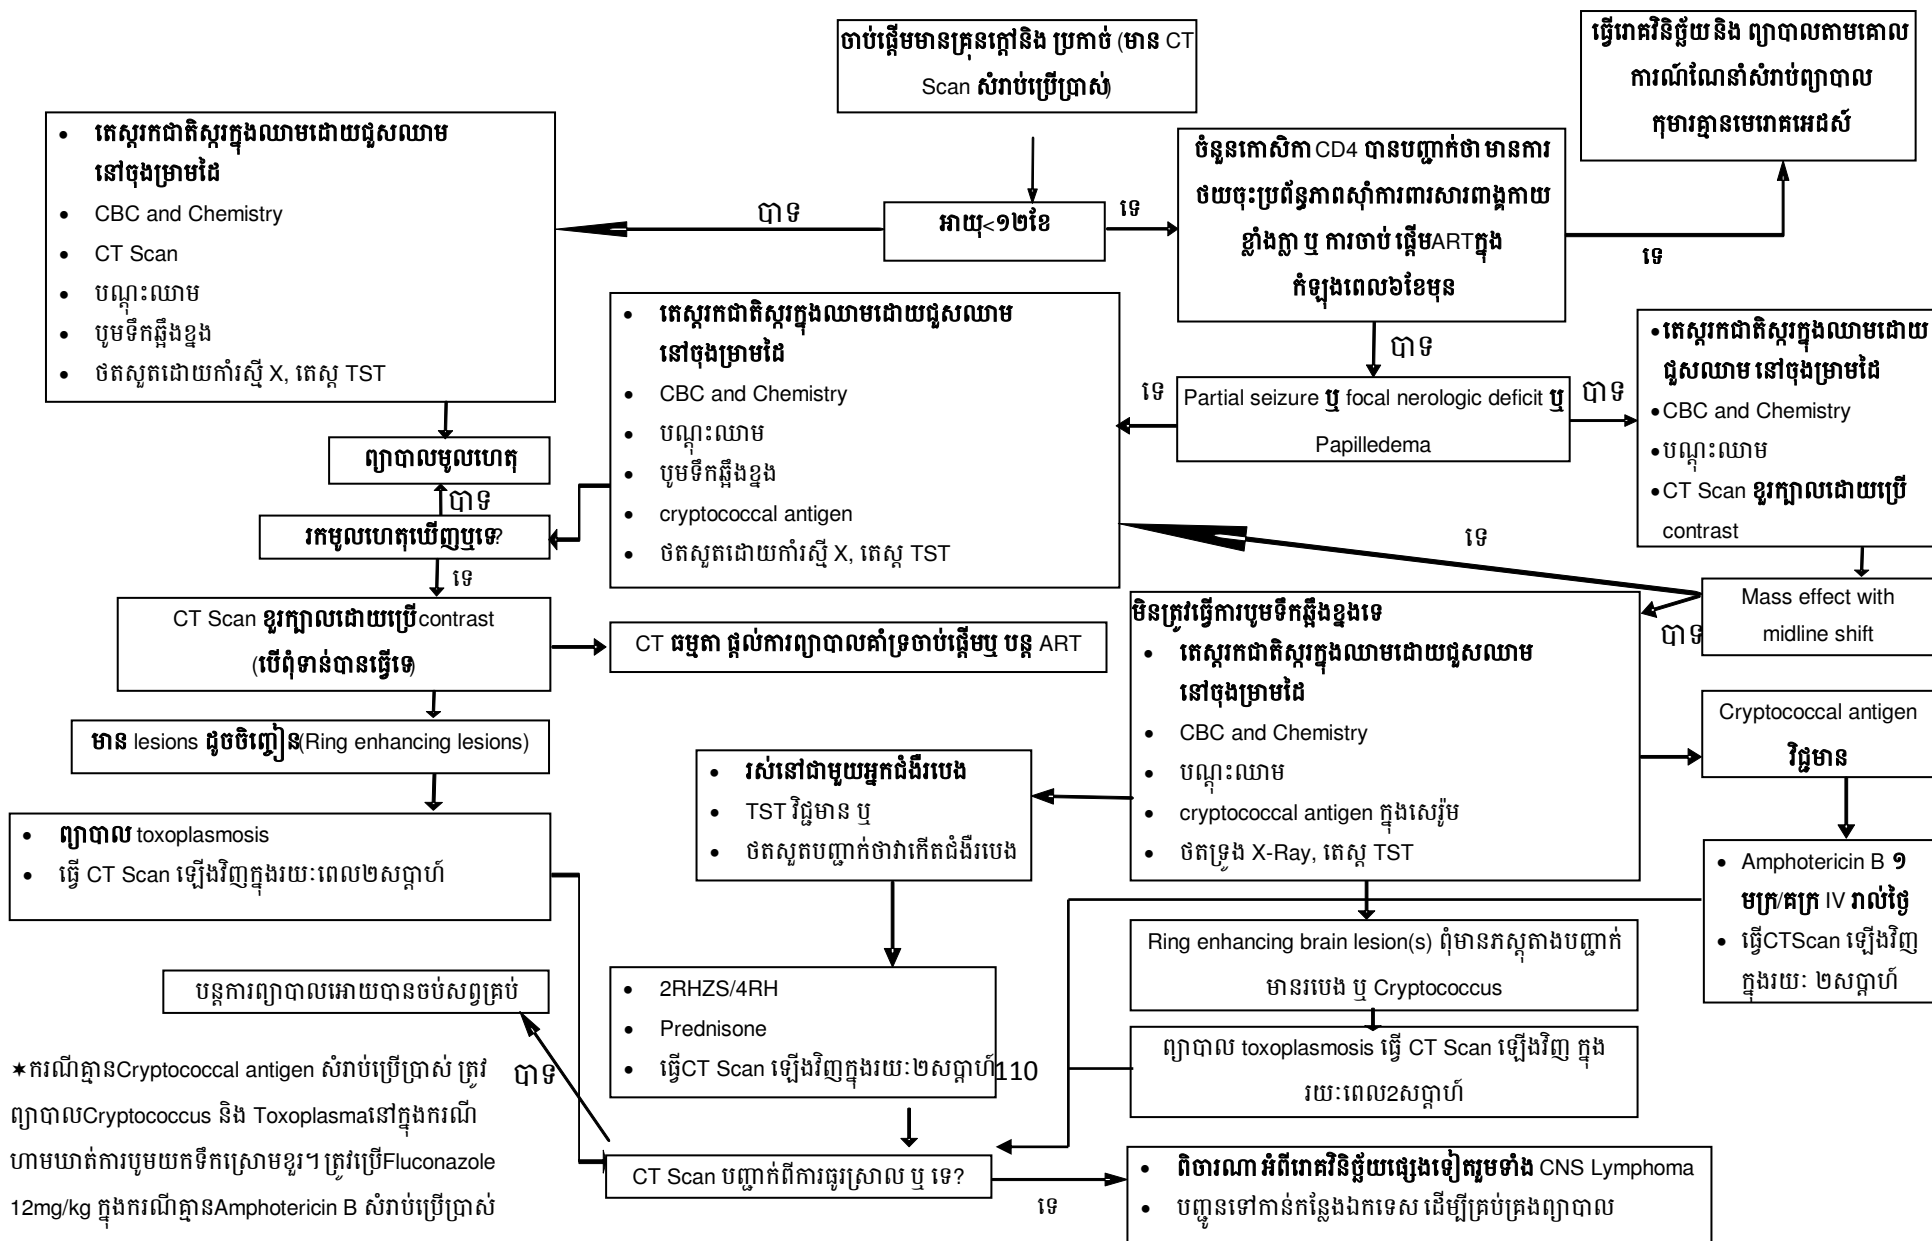 ចាប់ផ្តើមមានគ្រុនក្តៅនិង ប្រកាច់ (មាន CT
Scan សំរាប់ប្រើប្រាស់)
ធ្វើរោគវិនិច្ឆ័យ និង ព្យាបាលតាមគោល
ការណ៍ណែនាំសំរាប់ព្យាបាល
កុមារគ្មានមេរោគអេដស៍
• តេស្តរកជាតិស្ករក្នុងឈាមដោយជួសឈាម
នៅចុងម្រាមដៃ
• CBC and Chemistry
• CT Scan
• បណ្តុះឈាម
• បូមទឹកឆ្អឹងខ្នង
• ថតសួតដោយកាំរស្មី X, តេស្ត TST
បាទ
អាយុ<១២ខែ
ទេ
ចំនួនកោសិកា CD4 បានបញ្ជាក់ថា មានការ
ថយចុះប្រព័ន្ធភាពស៊ាំការពារសារពាង្គកាយ
ខ្លាំងក្លា ឬ ការចាប់ ផ្តើមARTក្នុង
កំឡុងពេល៦ខែមុន
ទេ
បាទ
• តេស្តរកជាតិស្ករក្នុងឈាមដោយជួសឈាម
នៅចុងម្រាមដៃ
• CBC and Chemistry
• បណ្តុះឈាម
• បូមទឹកឆ្អឹងខ្នង
• cryptococcal antigen
• ថតសួតដោយកាំរស្មី X, តេស្ត TST
ទេ
Partial seizure ឬ focal nerologic deficit ឬ
Papilledema
បាទ
• តេស្តរកជាតិស្ករក្នុងឈាមដោយ
ជួសឈាម នៅចុងម្រាមដៃ
• CBC and Chemistry
• បណ្តុះឈាម
• CT Scan ខួរក្បាលដោយប្រើ
contrast
ព្យាបាលមូលហេតុ
បាទ
រកមូលហេតុឃើញឬទេ?
ទេ
ទេ
Mass effect with
midline shift
បាទ
CT Scan ខួរក្បាលដោយប្រើcontrast
(បើពុំទាន់បានធ្វើទេ)
CT ធម្មតា ផ្តល់ការព្យាបាលគាំទ្រចាប់ផ្តើមឬ បន្ត ART
មិនត្រូវធ្វើការបូមទឹកឆ្អឹងខ្នងទេ
• តេស្តរកជាតិស្ករក្នុងឈាមដោយជួសឈាម
នៅចុងម្រាមដៃ
• CBC and Chemistry
• បណ្តុះឈាម
• cryptococcal antigen ក្នុងសេរ៉ូម
• ថតទ្រូង X-Ray, តេស្ត TST
Cryptococcal antigen
វិជ្ជមាន
មាន lesions ដូចចិញ្ចៀន(Ring enhancing lesions)
• រស់នៅជាមួយអ្នកជំងឺរបេង
• TST វិជ្ជមាន ឬ
• ថតសួតបញ្ជាក់ថាវាកើតជំងឺរបេង
• ព្យាបាល toxoplasmosis
• ធ្វើ CT Scan ឡើងវិញក្នុងរយៈពេល២សប្តាហ៍
• Amphotericin B ១
មក្រ/គក្រ IV រាល់ថ្ងៃ
• ធ្វើCTScan ឡើងវិញ
ក្នុងរយៈ ២សប្តាហ៍
Ring enhancing brain lesion(s) ពុំមានភស្តុតាងបញ្ជាក់
មានរបេង ឬ Cryptococcus
បន្តការព្យាបាលអោយបានចប់សព្វគ្រប់
• 2RHZS/4RH
• Prednisone
• ធ្វើCT Scan ឡើងវិញក្នុងរយៈ២សប្តាហ៍
110
ព្យាបាល toxoplasmosis ធ្វើ CT Scan ឡើងវិញ ក្នុង
រយៈពេល2សប្តាហ៍
បាទ
✶ករណីគ្មានCryptococcal antigen សំរាប់ប្រើប្រាស់ ត្រូវ
ព្យាបាលCryptococcus និង Toxoplasmaនៅក្នុងករណី
ហាមឃាត់ការបូមយកទឹកស្រោមខួរ។ ត្រូវប្រើFluconazole
12mg/kg ក្នុងករណីគ្មានAmphotericin B សំរាប់ប្រើប្រាស់
CT Scan បញ្ជាក់ពីការធូរស្រាល ឬ ទេ?
ទេ
• ពិចារណា អំពីរោគវិនិច្ឆ័យផ្សេងទៀតរួមទាំង CNS Lymphoma
• បញ្ជូនទៅកាន់កន្លែងឯកទេស ដើម្បីគ្រប់គ្រងព្យាបាល